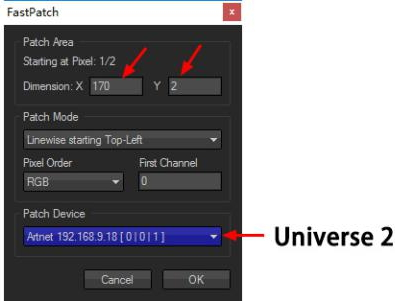 FastPatch
x
Patch Area
Starting at Pixel: 1/2
Dimension: X 170 Y 2
Patch Mode
Linewise starting Top-Left
Pixel Order First Channel
RGB 0
Patch Device
Artnet 192.168.9.18 [ 0 | 0 | 1 ]
Universe 2
Cancel OK